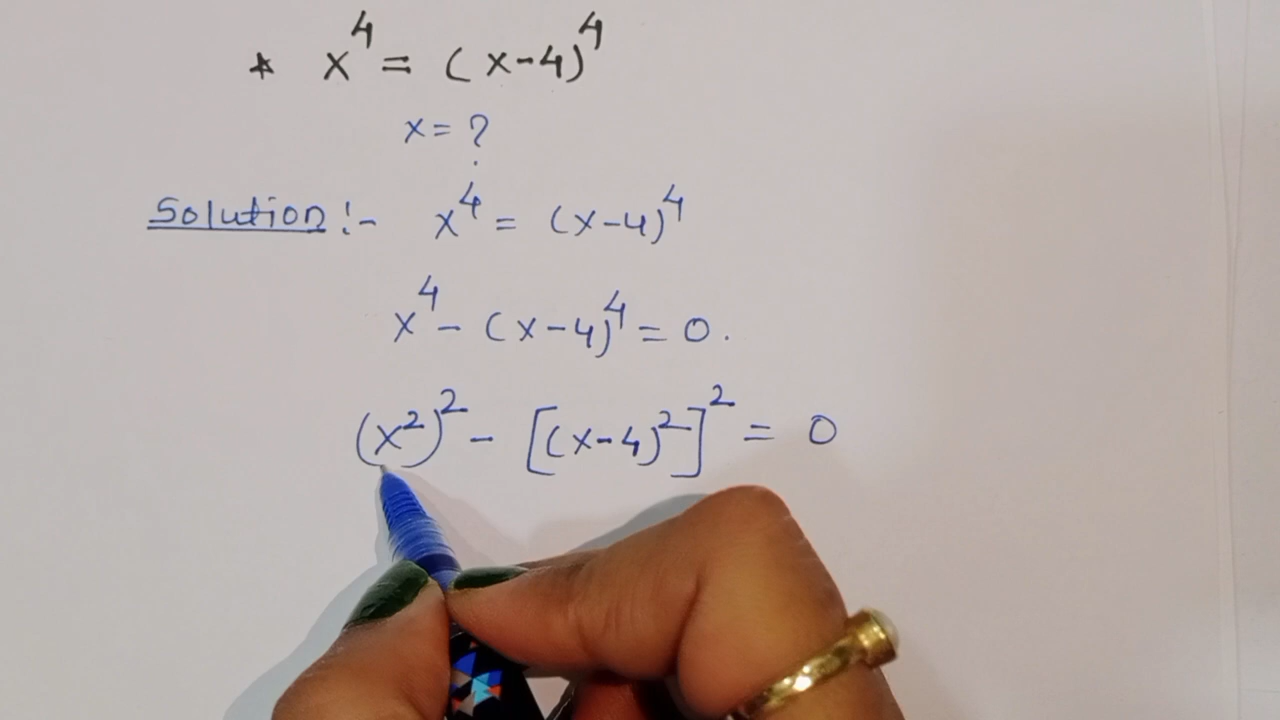 * x⁴ = (x-4)⁴
x = ?
Solution :- x⁴ = (x-4)⁴
x⁴ - (x-4)⁴ = 0.
(x²)² - [(x-4)²]² = 0